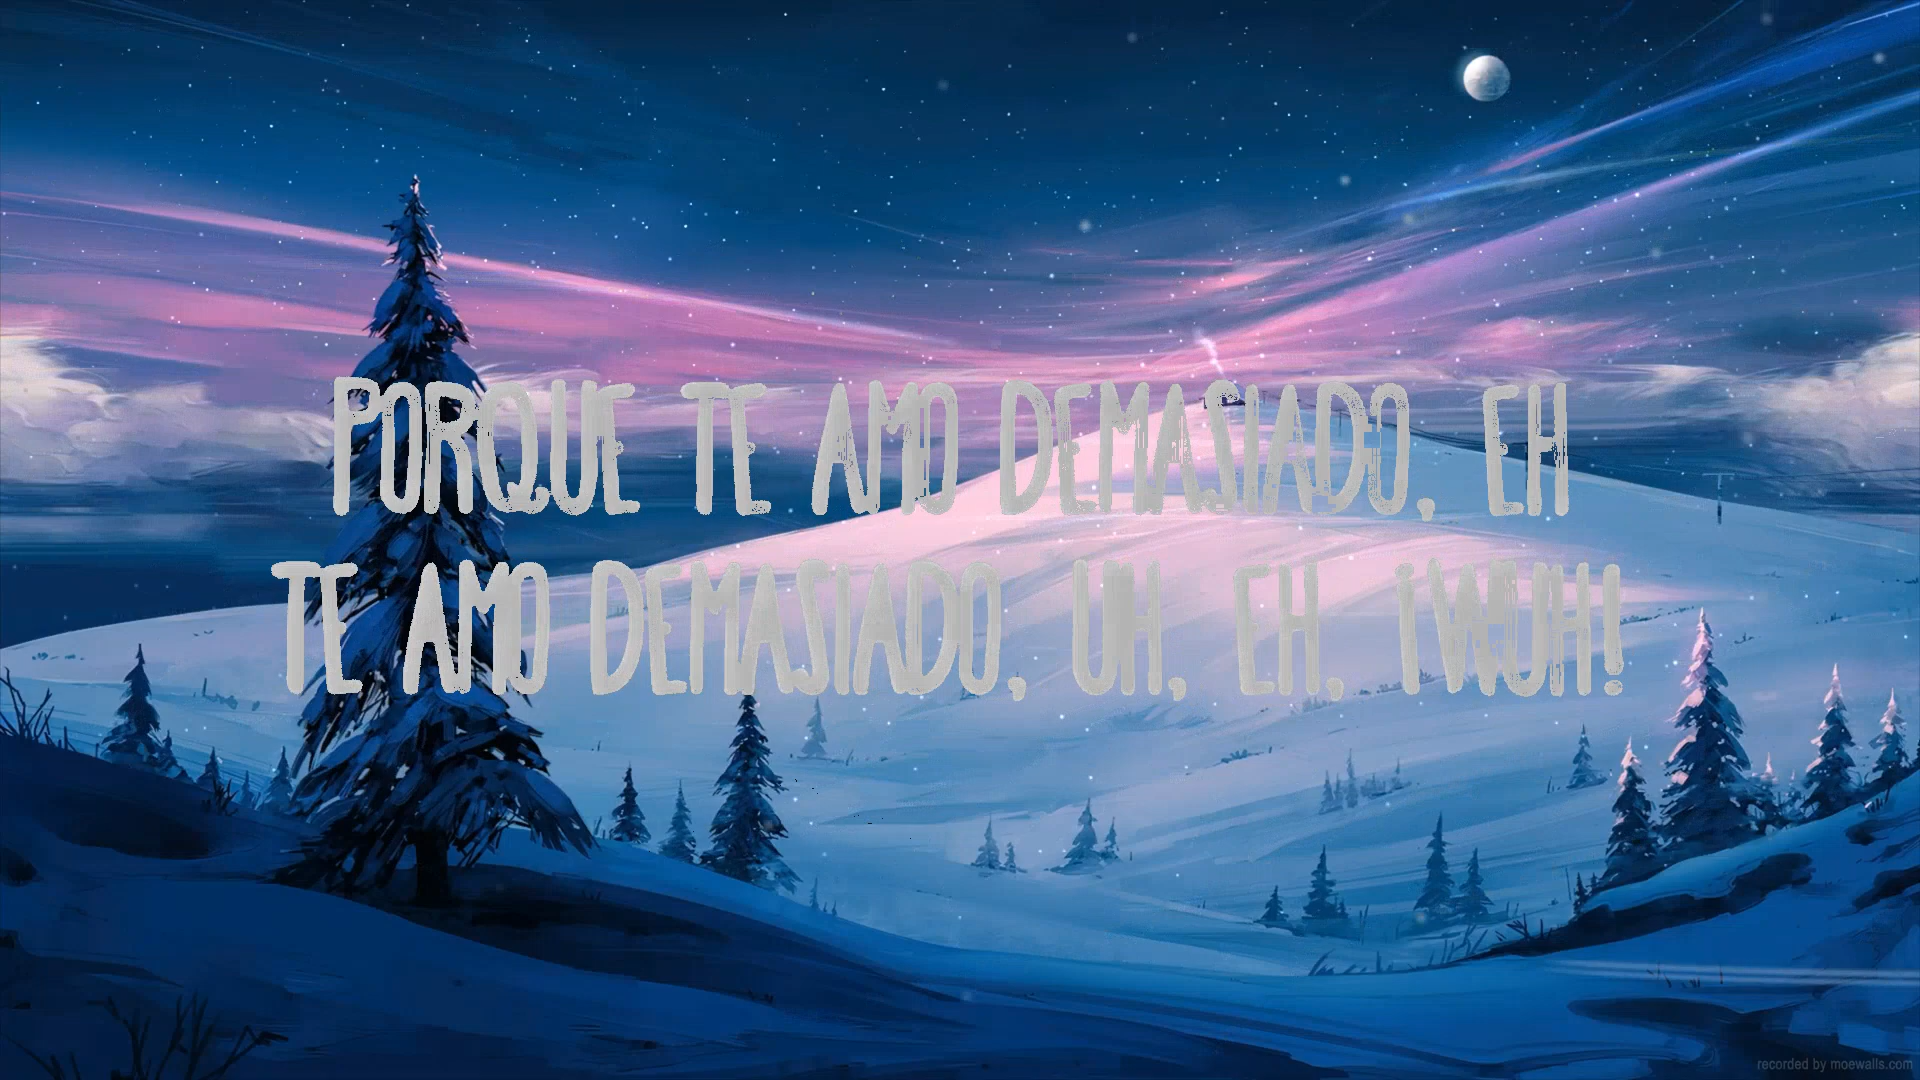 PORQUE TE AMO DEMASIADO, EH
TE AMO DEMASIADO, UH, EH, ¡WUH!
recorded by moewalls.com